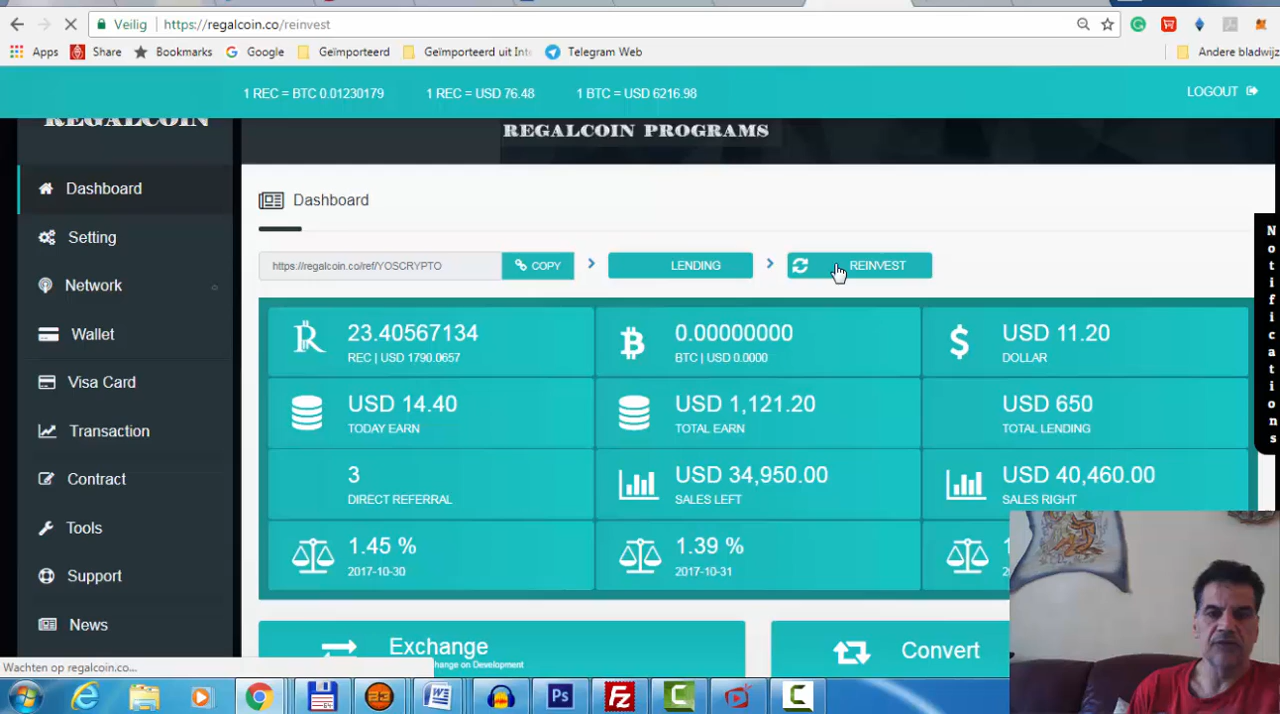 Veilig https://regalcoin.co/reinvest
Apps Share Bookmarks Google Geïmporteerd Geïmporteerd uit Int Telegram Web Andere bladwijz
1 REC = BTC 0.01230179 1 REC = USD 76.48 1 BTC = USD 6216.98 LOGOUT
REGALCOIN
REGALCOIN PROGRAMS
Dashboard
Setting
Network
Wallet
Visa Card
Transaction
Contract
Tools
Support
News
Dashboard
https://regalcoin.co/ref/YOSCRYPTO COPY > LENDING > REINVEST
23.40567134
REC | USD 1790.0657
0.00000000
BTC | USD 0.0000
USD 11.20
DOLLAR
USD 14.40
TODAY EARN
USD 1,121.20
TOTAL EARN
USD 650
TOTAL LENDING
3
DIRECT REFERRAL
USD 34,950.00
SALES LEFT
USD 40,460.00
SALES RIGHT
1.45 %
2017-10-30
1.39 %
2017-10-31
Exchange
change on Development
Convert
Notifications
Wachten op regalcoin.co...